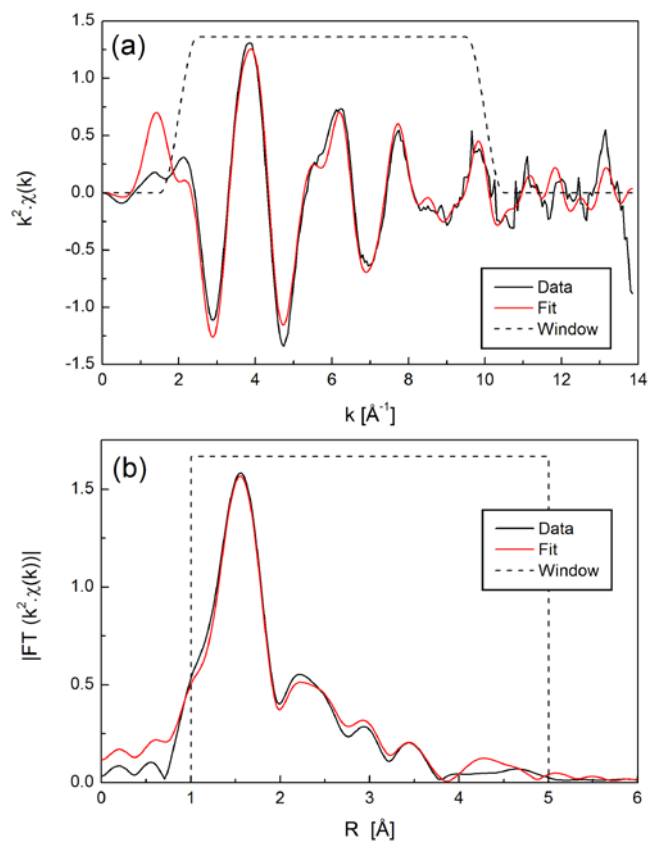 (a)
1.5
1.0
0.5
0.0
-0.5
-1.0
-1.5
k².χ(k)
Data
Fit
Window
0 2 4 6 8 10 12 14
k [Å⁻¹]
(b)
1.5
1.0
0.5
0.0
|FT (k².χ(k))|
Data
Fit
Window
0 1 2 3 4 5 6
R [Å]